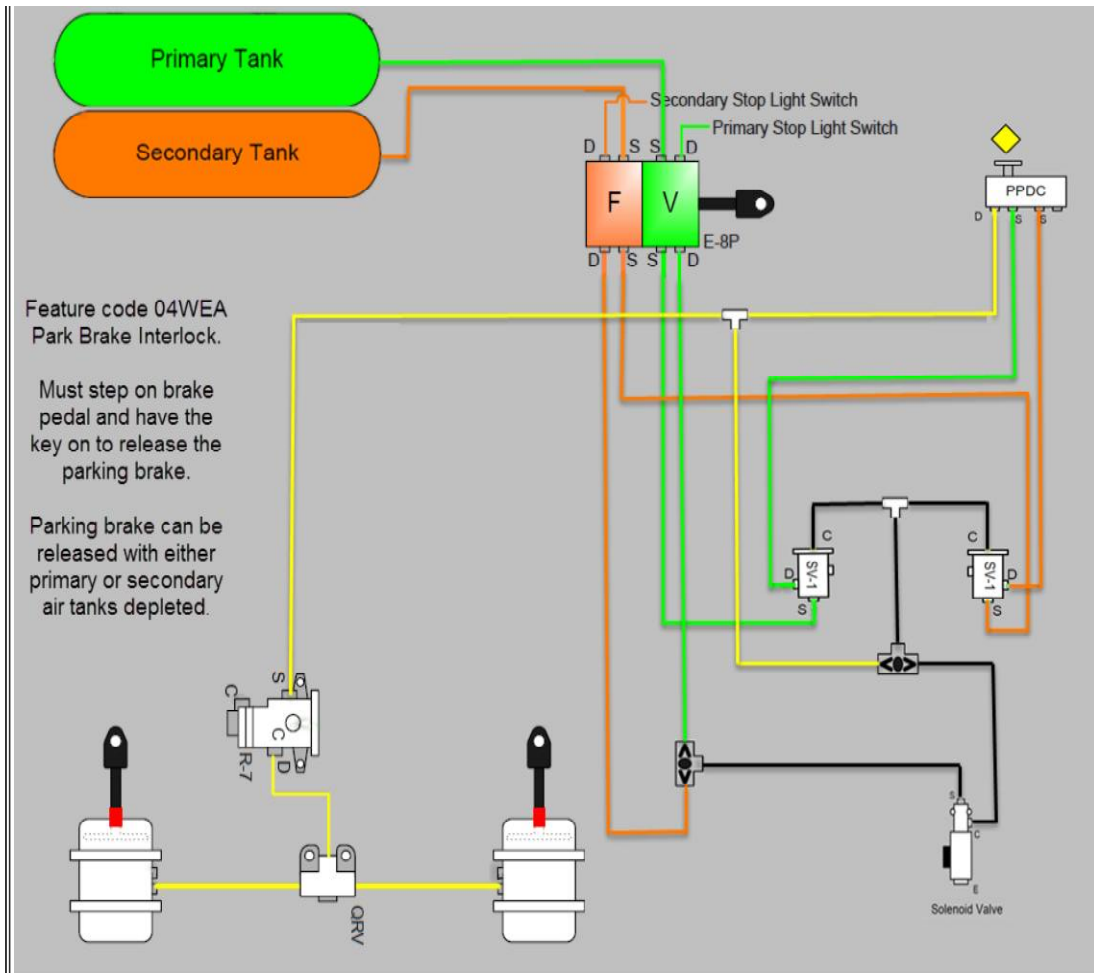 Primary Tank
Secondary Tank
Secondary Stop Light Switch
Primary Stop Light Switch
D S S D
F V
E-8P
D S S D
PPDC
D S S
Feature code 04WEA
Park Brake Interlock.
Must step on brake
pedal and have the
key on to release the
parking brake.
Parking brake can be
released with either
primary or secondary
air tanks depleted.
C
SV-1
D
S
C
SV-1
D
S
S
C
C
D
R-7
QRV
S
C
E
Solenoid Valve